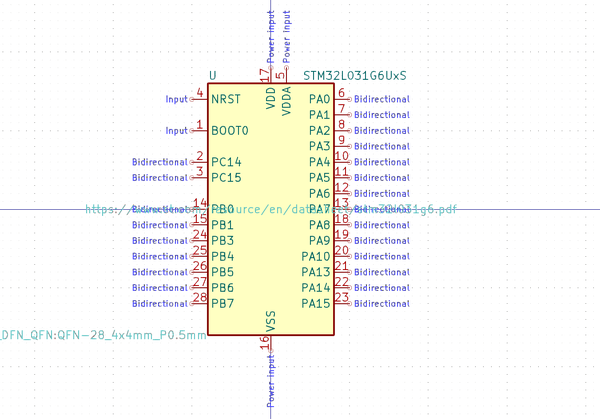 Power input
Power input
17
5
U
STM32L031G6UxS
VDD
VDDA
Input 4 NRST
PA0 6 Bidirectional
PA1 7 Bidirectional
Input 1 BOOT0
PA2 8 Bidirectional
PA3 9 Bidirectional
Bidirectional 2 PC14
PA4 10 Bidirectional
Bidirectional 3 PC15
PA5 11 Bidirectional
PA6 12 Bidirectional
Bidirectional 14 PB0
PA7 13 Bidirectional
Bidirectional 15 PB1
PA8 18 Bidirectional
Bidirectional 24 PB3
PA9 19 Bidirectional
Bidirectional 25 PB4
PA10 20 Bidirectional
Bidirectional 26 PB5
PA13 21 Bidirectional
Bidirectional 27 PB6
PA14 22 Bidirectional
Bidirectional 28 PB7
PA15 23 Bidirectional
VSS
_DFN_QFN:QFN-28_4x4mm_P0.5mm
16
Power input